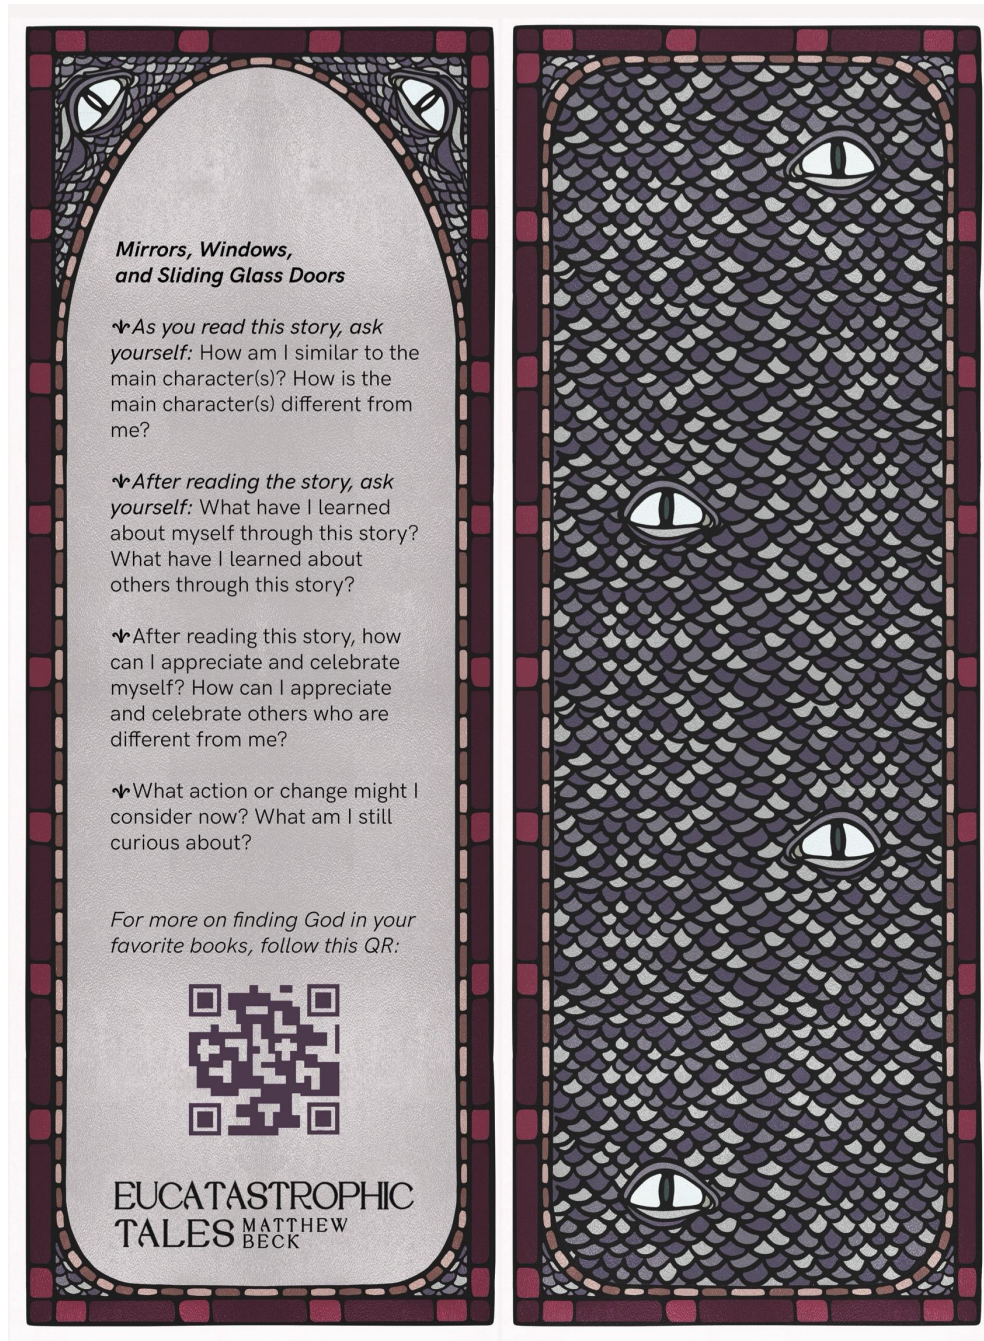 Mirrors, Windows,
and Sliding Glass Doors
As you read this story, ask
yourself: How am I similar to the
main character(s)? How is the
main character(s) different from
me?
After reading the story, ask
yourself: What have I learned
about myself through this story?
What have I learned about
others through this story?
After reading this story, how
can I appreciate and celebrate
myself? How can I appreciate
and celebrate others who are
different from me?
What action or change might I
consider now? What am I still
curious about?
For more on finding God in your
favorite books, follow this QR:
EUCATASTROPHIC
TALES MATTHEW
BECK